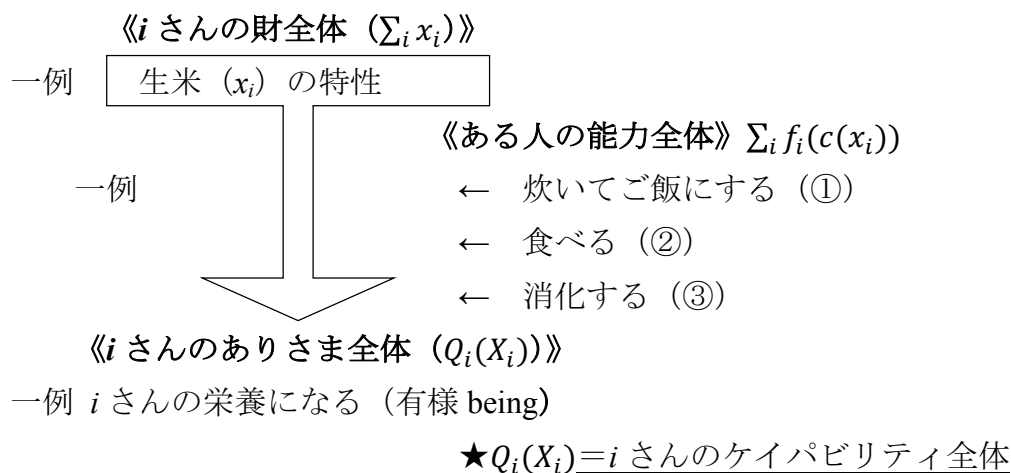 《i さんの財全体（∑ᵢ xᵢ）》
一例 生米（xᵢ）の特性
《ある人の能力全体》∑ᵢ fᵢ(c(xᵢ))
一例 ← 炊いてご飯にする（①）
← 食べる（②）
← 消化する（③）
《i さんのありさま全体（Qᵢ(Xᵢ)）》
一例 i さんの栄養になる（有様 being）
★Qᵢ(Xᵢ)＝i さんのケイパビリティ全体